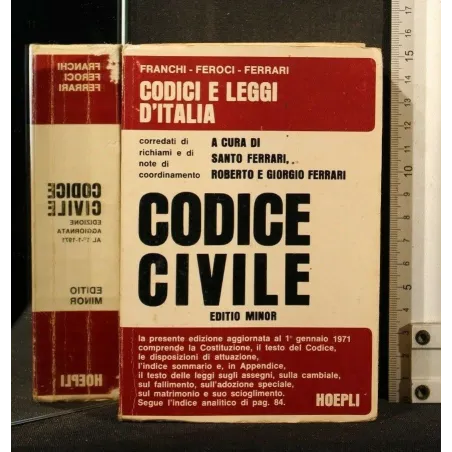 FRANCHI
FEROCI
FERRARI
CODICE
CIVILE
EDIZIONE
AGGIORNATA
AL 1°-1-1971
EDITIO
MINOR
HOEPLI
FRANCHI - FEROCI - FERRARI
CODICI E LEGGI
D'ITALIA
corredati di
richiami e di
note di
coordinamento
A CURA DI
SANTO FERRARI,
ROBERTO E GIORGIO FERRARI
CODICE
CIVILE
EDITIO MINOR
la presente edizione aggiornata al 1° gennaio 1971
comprende la Costituzione, il testo del Codice,
le disposizioni di attuazione,
l'indice sommario e, in Appendice,
il testo delle leggi sugli assegni, sulla cambiale,
sul fallimento, sull'adozione speciale,
sul matrimonio e suo scioglimento.
Segue l'indice analitico di pag. 84.
HOEPLI